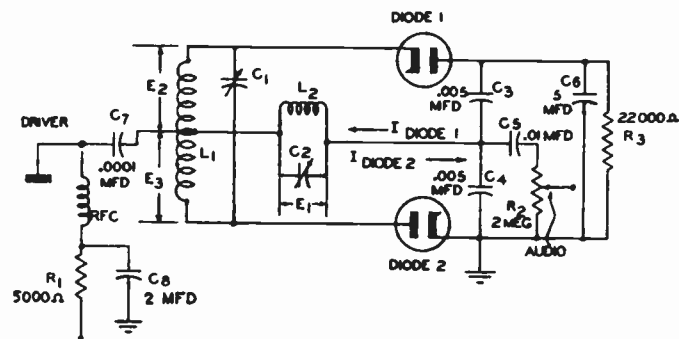 DIODE 1
E2
C1
L2
C3
.005
MFD
C6
5
MFD
22000Ω
R3
DRIVER
C7
.0001
MFD
L1
I DIODE 1
C5
.01MFD
I DIODE 2
C2
E3
E1
.005
MFD
C4
R2
2 MEG
RFC
AUDIO
DIODE 2
R1
5000Ω
C8
2 MFD